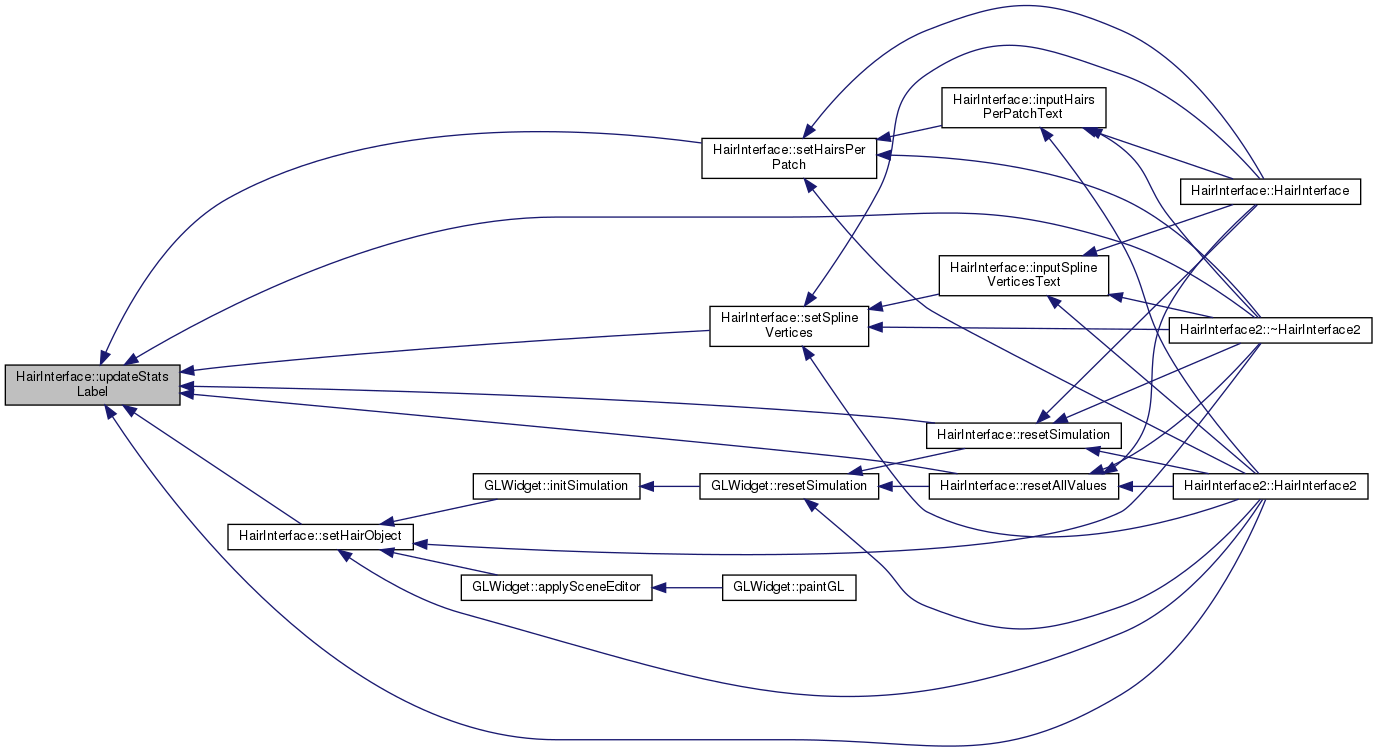 HairInterface::updateStats
Label
HairInterface::setHairsPer
Patch
HairInterface::inputHairs
PerPatchText
HairInterface::HairInterface
HairInterface::inputSpline
VerticesText
HairInterface::setSpline
Vertices
HairInterface2::~HairInterface2
HairInterface::resetSimulation
GLWidget::initSimulation
GLWidget::resetSimulation
HairInterface::resetAllValues
HairInterface2::HairInterface2
HairInterface::setHairObject
GLWidget::applySceneEditor
GLWidget::paintGL